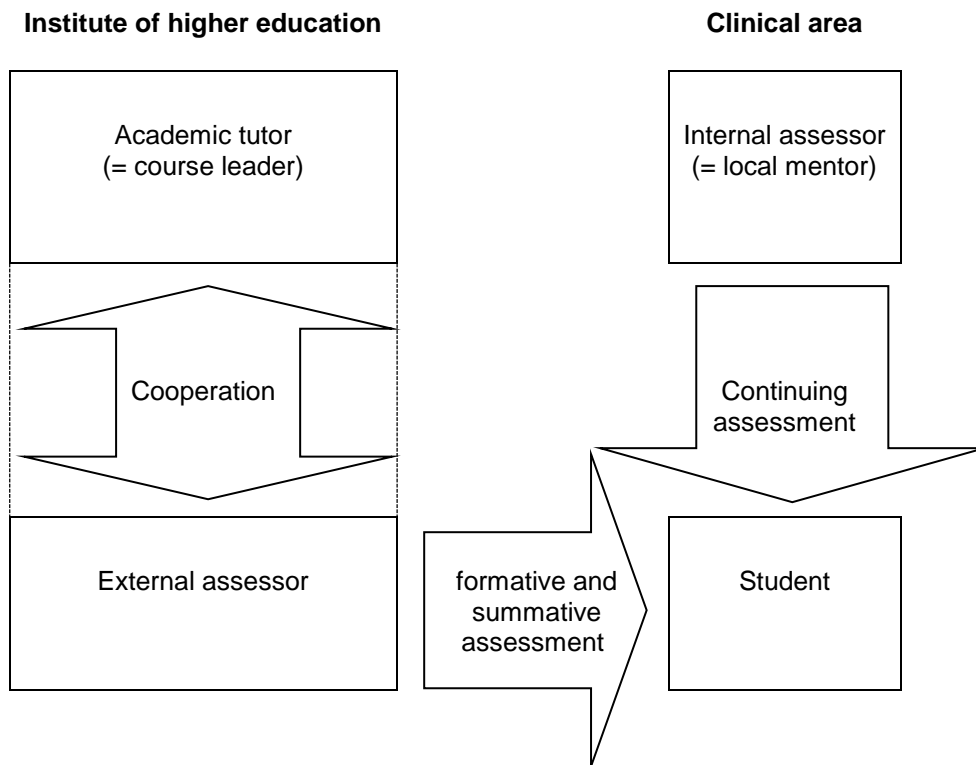 Institute of higher education
Clinical area
Academic tutor
(= course leader)
Internal assessor
(= local mentor)
Cooperation
Continuing
assessment
External assessor
formative and
summative
assessment
Student